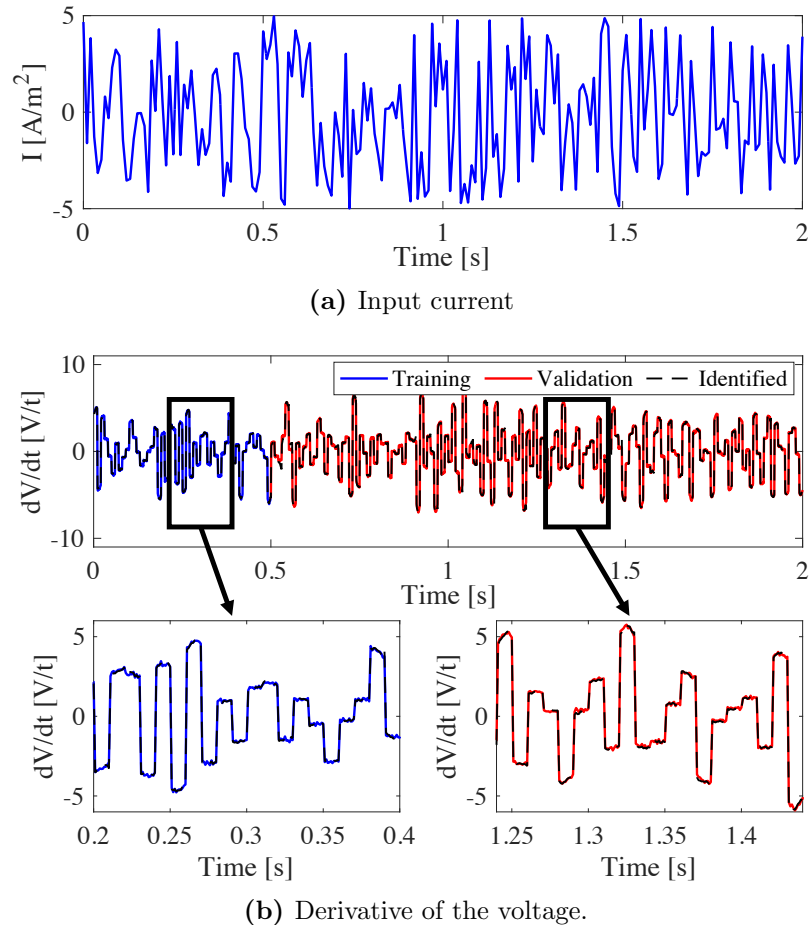 5
0
-5
I [A/m²]
0 0.5 1 1.5 2
Time [s]
(a) Input current
10
0
-10
dV/dt [V/t]
Training Validation Identified
0 0.5 1 1.5 2
Time [s]
5
0
-5
dV/dt [V/t]
0.2 0.25 0.3 0.35 0.4
Time [s]
5
0
-5
dV/dt [V/t]
1.25 1.3 1.35 1.4
Time [s]
(b) Derivative of the voltage.